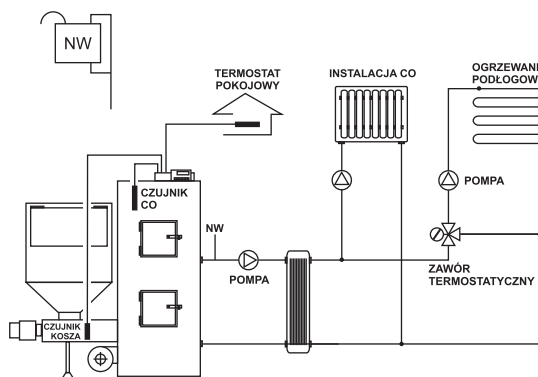 NW
TERMOSTAT
POKOJOWY
INSTALACJA CO
OGRZEWANI
PODŁOGOW
CZUJNIK
CO
POMPA
NW
POMPA
ZAWÓR
TERMOSTATYCZNY
CZUJNIK
KOSZA